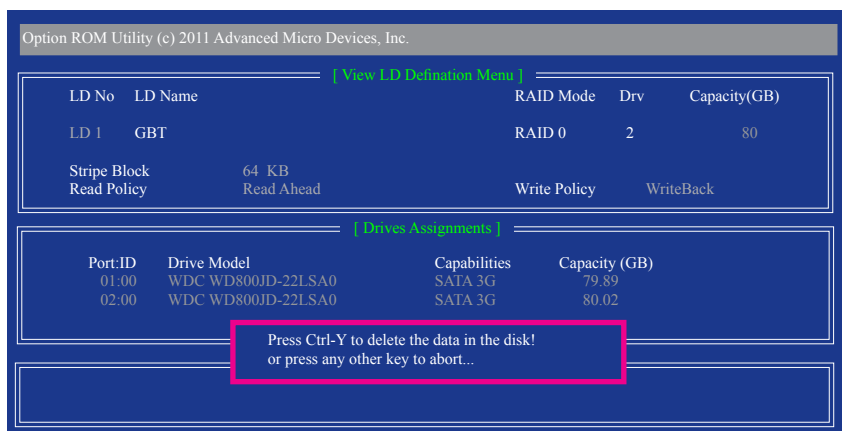 Option ROM Utility (c) 2011 Advanced Micro Devices, Inc.
[ View LD Defination Menu ]
LD No LD Name RAID Mode Drv Capacity(GB)
LD 1 GBT RAID 0 2 80
Stripe Block 64 KB
Read Policy Read Ahead Write Policy WriteBack
[ Drives Assignments ]
Port:ID Drive Model Capabilities Capacity (GB)
01:00 WDC WD800JD-22LSA0 SATA 3G 79.89
02:00 WDC WD800JD-22LSA0 SATA 3G 80.02
Press Ctrl-Y to delete the data in the disk!
or press any other key to abort...